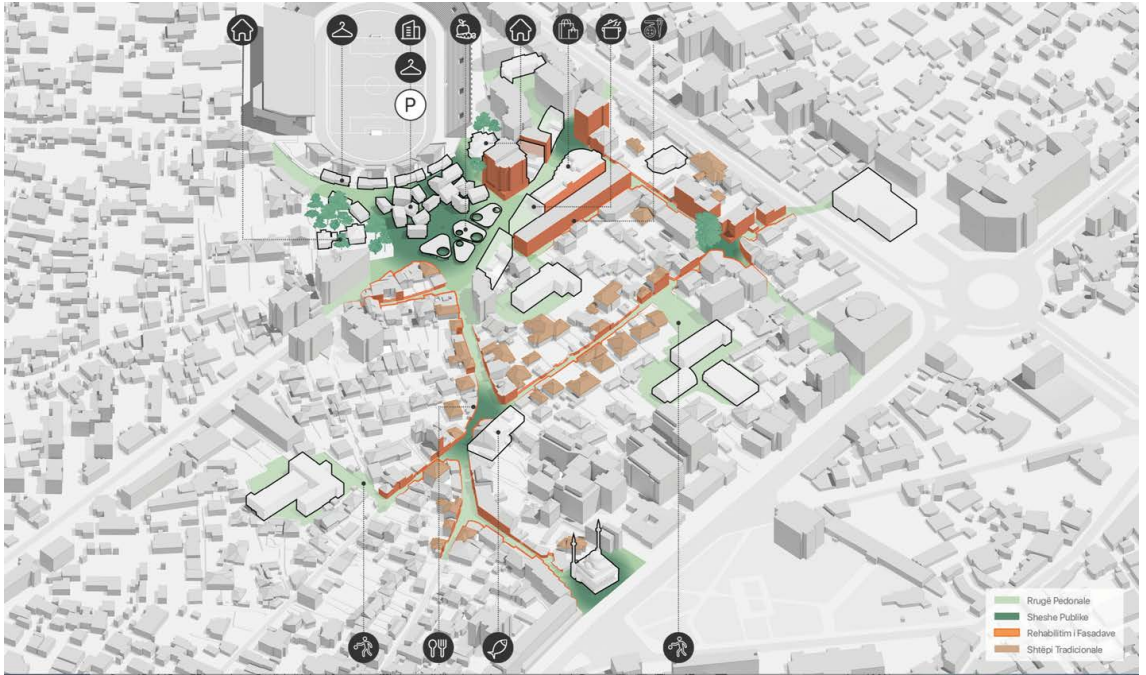 P
Rrugë Pedonale
Sheshe Publike
Rehabilitim i Fasadave
Shtëpi Tradicionale